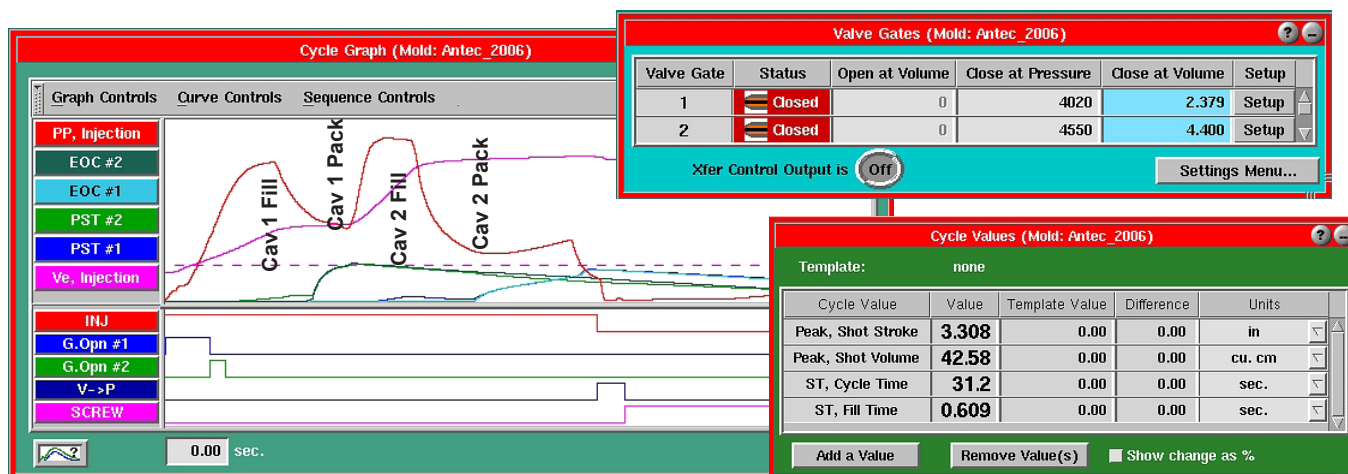 Cycle Graph (Mold: Antec_2006)
Graph Controls Curve Controls Sequence Controls
PP, Injection
EOC #2
EOC #1
PST #2
PST #1
Ve, Injection
Cav 1 Fill
Cav 1 Pack
Cav 2 Fill
Cav 2 Pack
INJ
G.Opn #1
G.Opn #2
V->P
SCREW
? 0.00 sec.
Valve Gates (Mold: Antec_2006) ? −
Valve Gate Status Open at Volume Close at Pressure Close at Volume Setup
1 Closed 0 4020 2.379 Setup
2 Closed 0 4550 4.400 Setup
Xfer Control Output is Off Settings Menu...
Cycle Values (Mold: Antec_2006) ? −
Template: none
Cycle Value Value Template Value Difference Units
Peak, Shot Stroke 3.308 0.00 0.00 in
Peak, Shot Volume 42.58 0.00 0.00 cu. cm
ST, Cycle Time 31.2 0.00 0.00 sec.
ST, Fill Time 0.609 0.00 0.00 sec.
Add a Value Remove Value(s) Show change as %